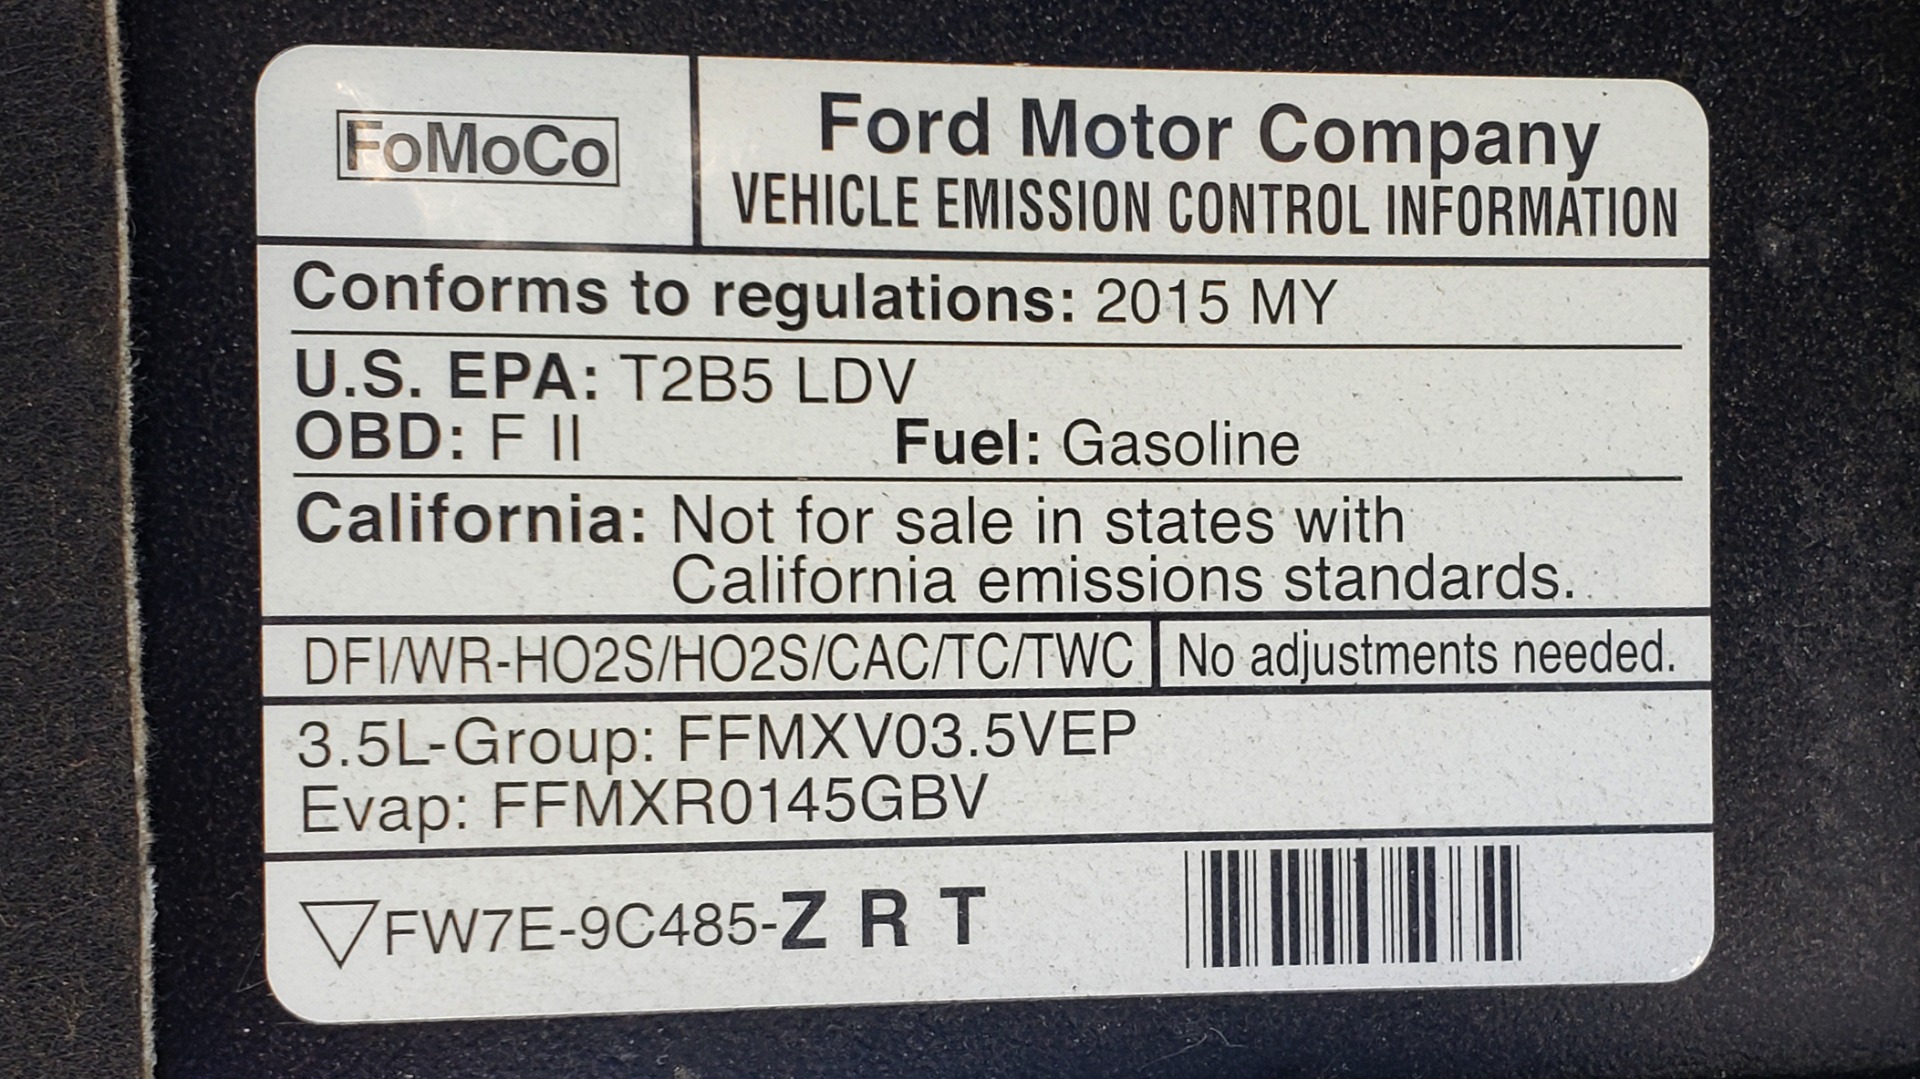 FoMoCo
Ford Motor Company
VEHICLE EMISSION CONTROL INFORMATION
Conforms to regulations: 2015 MY
U.S. EPA: T2B5 LDV
OBD: F II Fuel: Gasoline
California: Not for sale in states with
California emissions standards.
DFI/WR-HO2S/HO2S/CAC/TC/TWC No adjustments needed.
3.5L-Group: FFMXV03.5VEP
Evap: FFMXR0145GBV
▽FW7E-9C485-Z R T